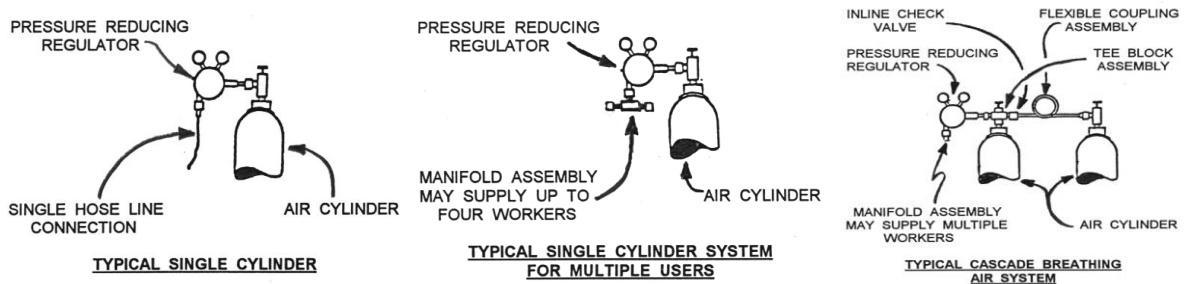 PRESSURE REDUCING
REGULATOR
SINGLE HOSE LINE
CONNECTION
AIR CYLINDER
TYPICAL SINGLE CYLINDER
PRESSURE REDUCING
REGULATOR
MANIFOLD ASSEMBLY
MAY SUPPLY UP TO
FOUR WORKERS
AIR CYLINDER
TYPICAL SINGLE CYLINDER SYSTEM
FOR MULTIPLE USERS
INLINE CHECK
VALVE
FLEXIBLE COUPLING
ASSEMBLY
PRESSURE REDUCING
REGULATOR
TEE BLOCK
ASSEMBLY
MANIFOLD ASSEMBLY
MAY SUPPLY MULTIPLE
WORKERS
AIR CYLINDER
TYPICAL CASCADE BREATHING
AIR SYSTEM